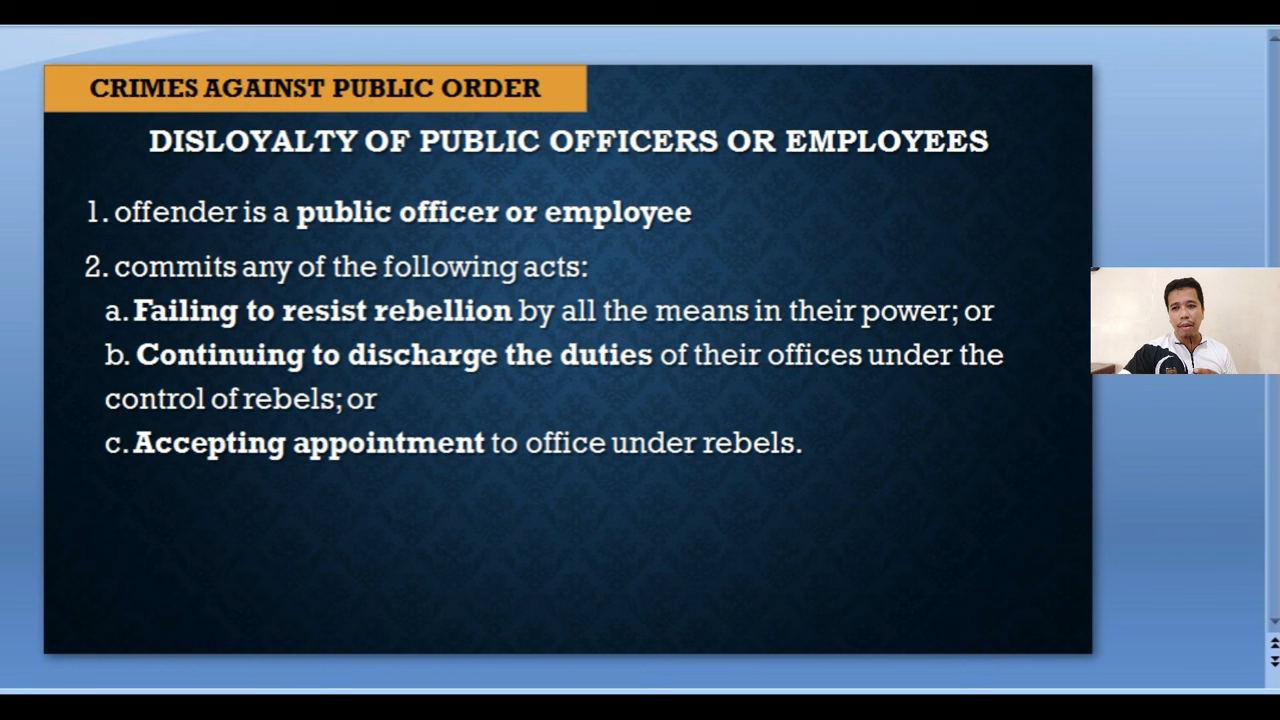 CRIMES AGAINST PUBLIC ORDER
DISLOYALTY OF PUBLIC OFFICERS OR EMPLOYEES
1. offender is a public officer or employee
2. commits any of the following acts:
a. Failing to resist rebellion by all the means in their power; or
b. Continuing to discharge the duties of their offices under the
control of rebels; or
c. Accepting appointment to office under rebels.